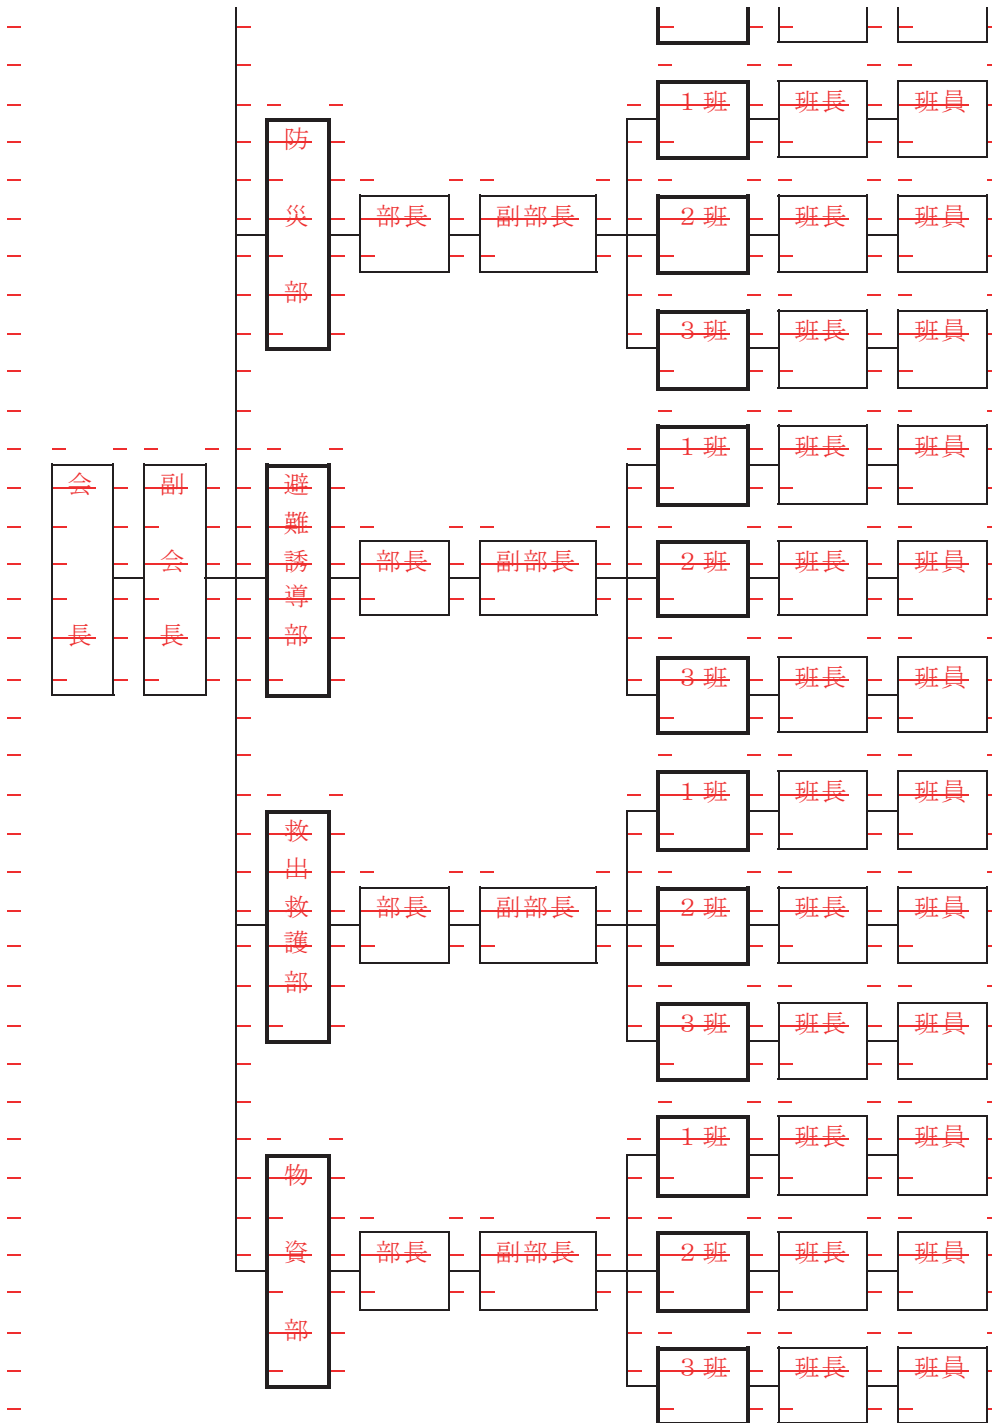 会長
副会長
防災部
部長
副部長
1班
班長
班員
2班
班長
班員
3班
班長
班員
避難誘導部
部長
副部長
1班
班長
班員
2班
班長
班員
3班
班長
班員
救出救護部
部長
副部長
1班
班長
班員
2班
班長
班員
3班
班長
班員
物資部
部長
副部長
1班
班長
班員
2班
班長
班員
3班
班長
班員